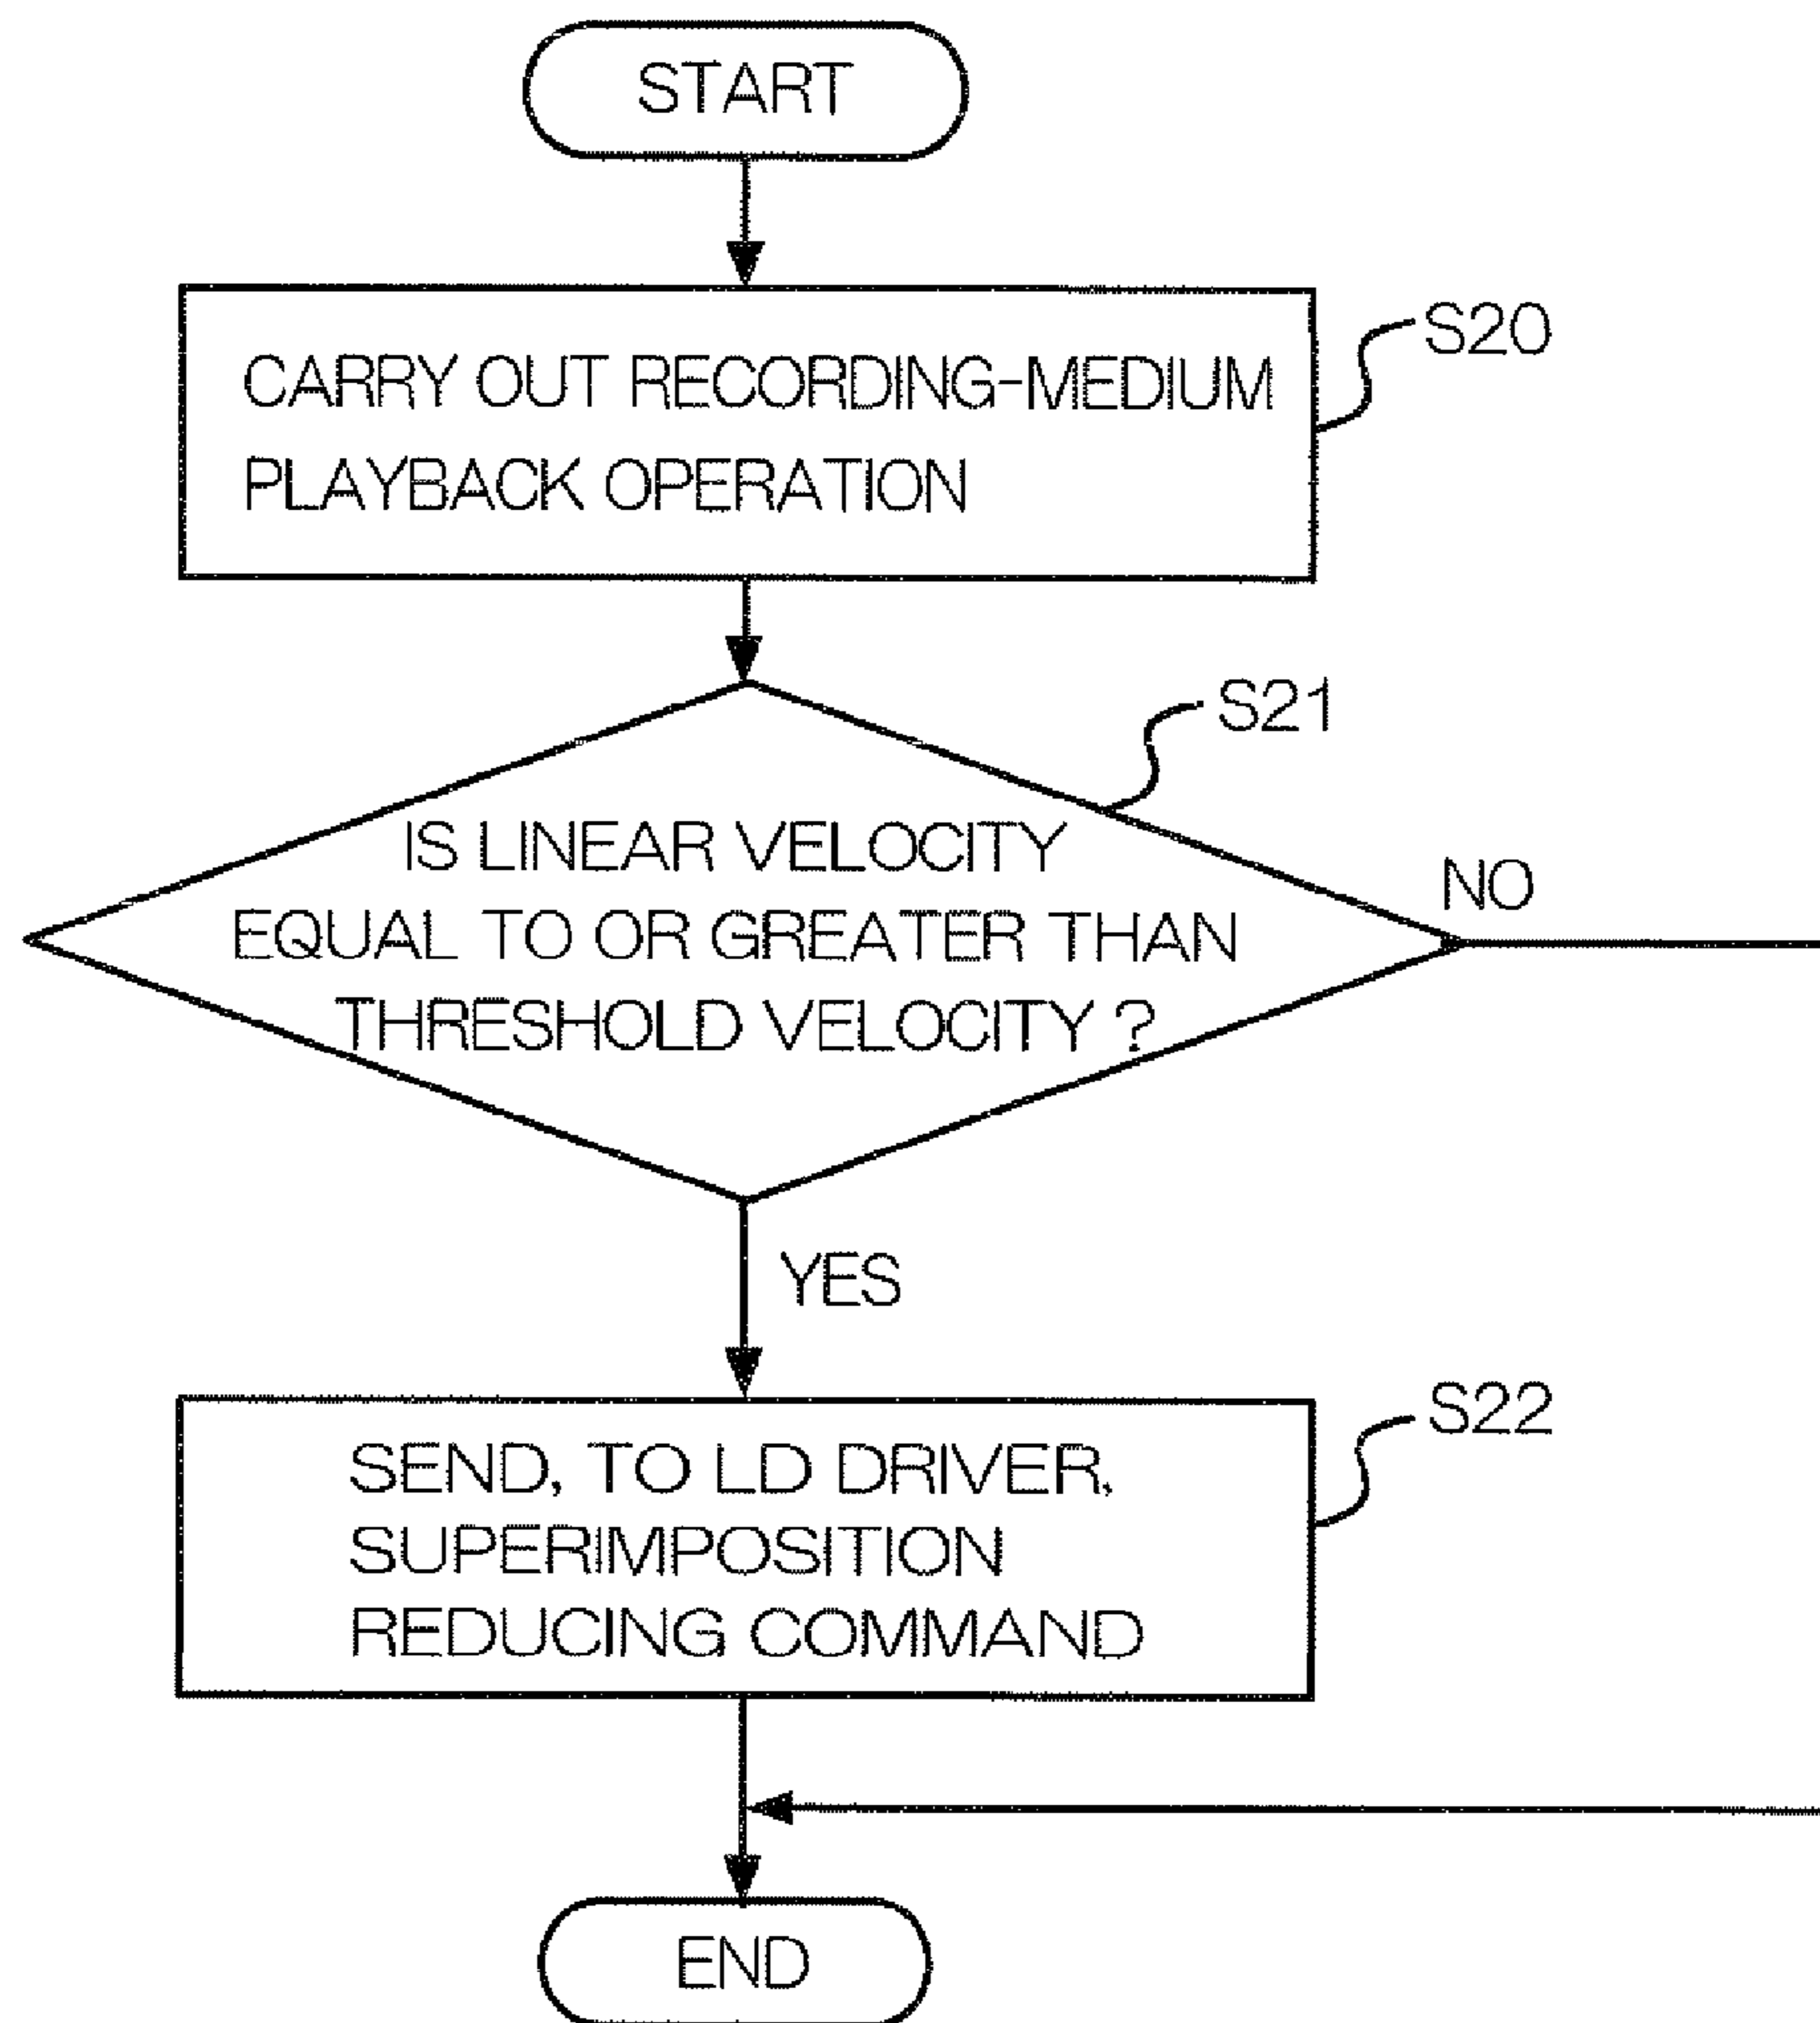 START
CARRY OUT RECORDING-MEDIUM
PLAYBACK OPERATION
S20
S21
IS LINEAR VELOCITY
EQUAL TO OR GREATER THAN
THRESHOLD VELOCITY ?
NO
YES
S22
SEND, TO LD DRIVER,
SUPERIMPOSITION
REDUCING COMMAND
END